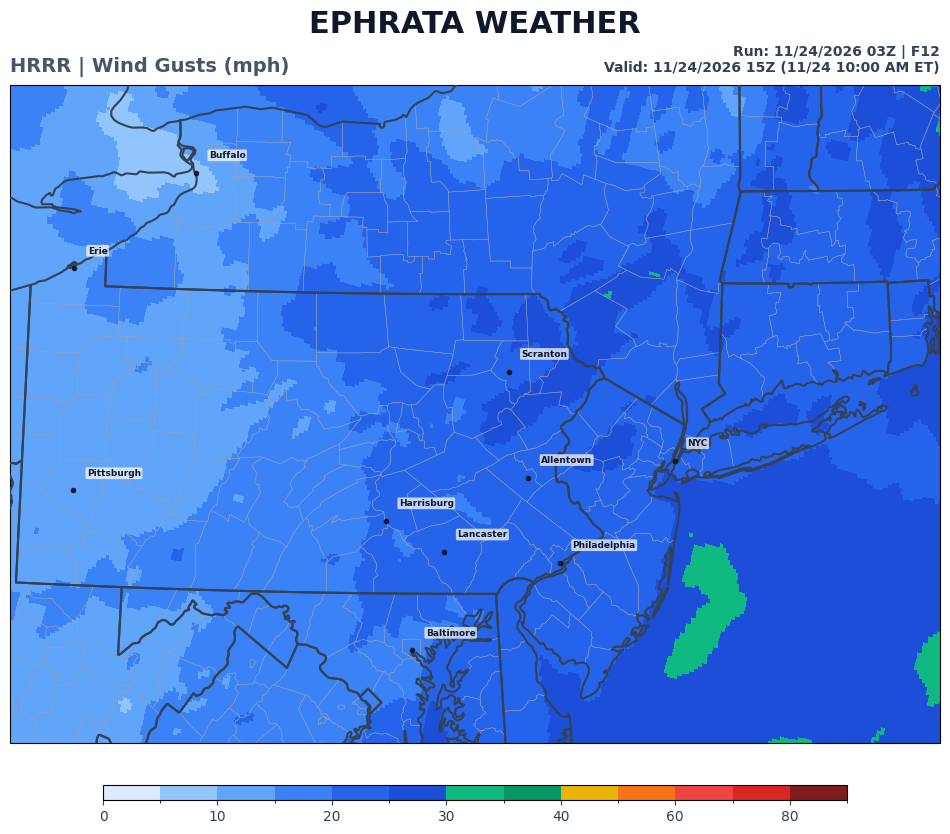 EPHRATA WEATHER
HRRR | Wind Gusts (mph)
Run: 11/24/2026 03Z | F12
Valid: 11/24/2026 15Z (11/24 10:00 AM ET)
Buffalo
Erie
Scranton
NYC
Allentown
Pittsburgh
Harrisburg
Lancaster
Philadelphia
Baltimore
0 10 20 30 40 60 80